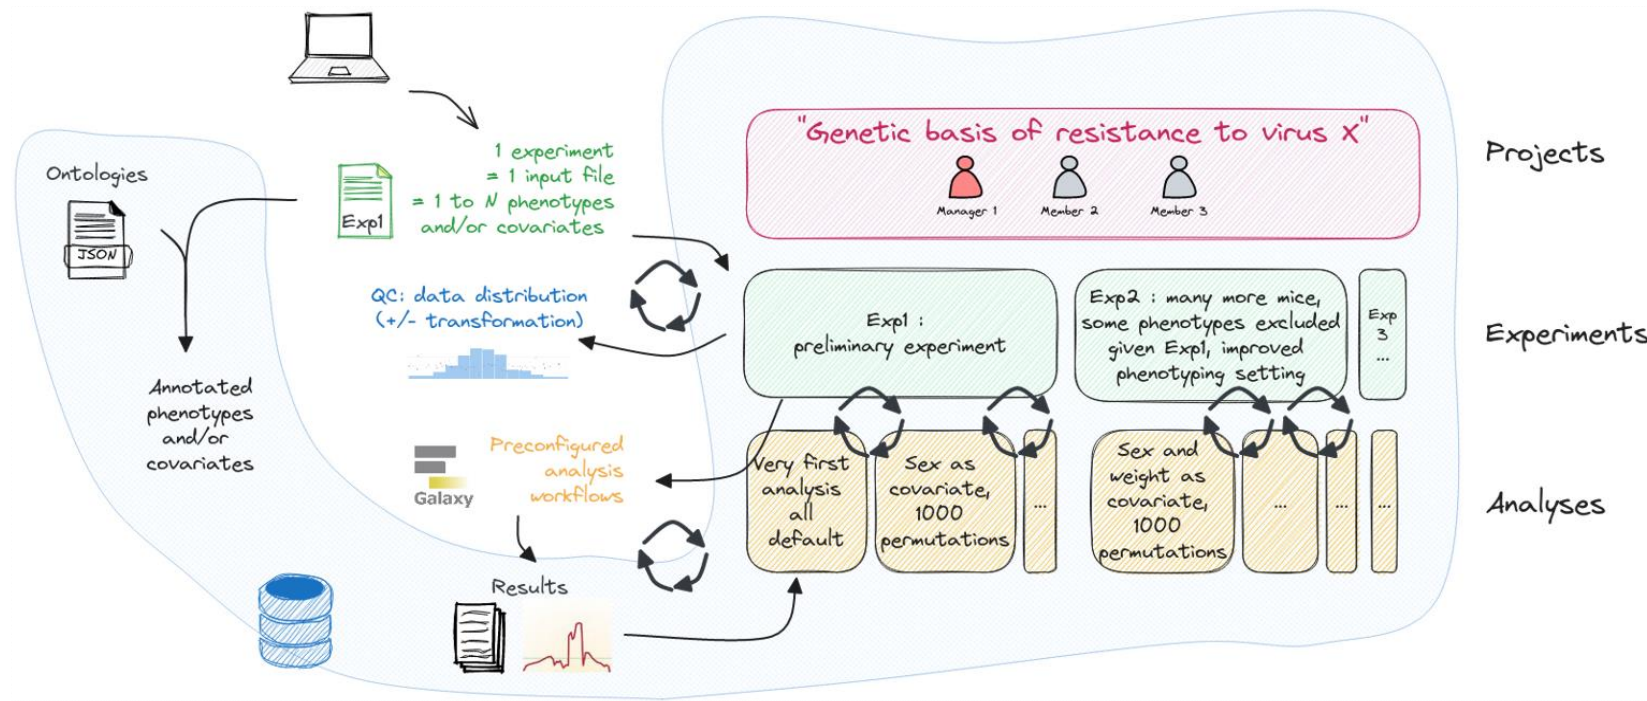 Ontologies
JSON
Annotated
phenotypes
and/or
covariates
Exp1
1 experiment
= 1 input file
= 1 to N phenotypes
and/or covariates
QC: data distribution
(+/- transformation)
Galaxy
Preconfigured
analysis
workflows
Results
"Genetic basis of resistance to virus X"
Manager 1
Member 2
Member 3
Projects
Exp1 :
preliminary experiment
Exp2 : many more mice,
some phenotypes excluded
given Exp1, improved
phenotyping setting
Exp
3
...
Experiments
Very first
analysis
all
default
Sex as
covariate,
1000
permutations
...
Sex and
weight as
covariate,
1000
permutations
...
...
...
Analyses